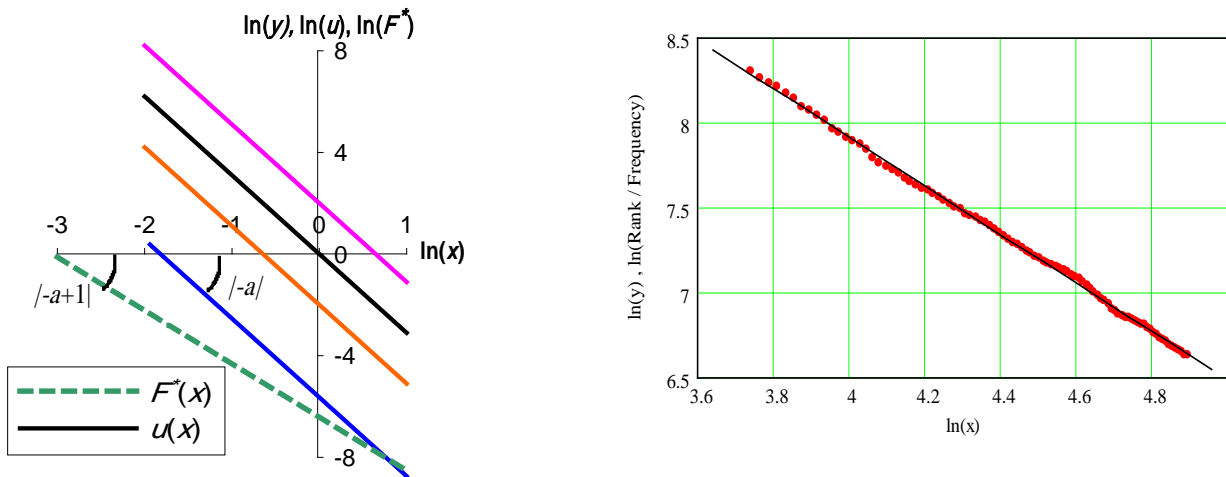 ln(y), ln(u), ln(F*)
8
4
-3 -2 -1 0 1
0
ln(x)
|-a+1|
|-a|
-4
-8
F*(x)
u(x)
8.5
8
7.5
7
6.5
ln(y) , ln(Rank / Frequency)
3.6 4 4.2 4.4 4.6 4.8
ln(x)